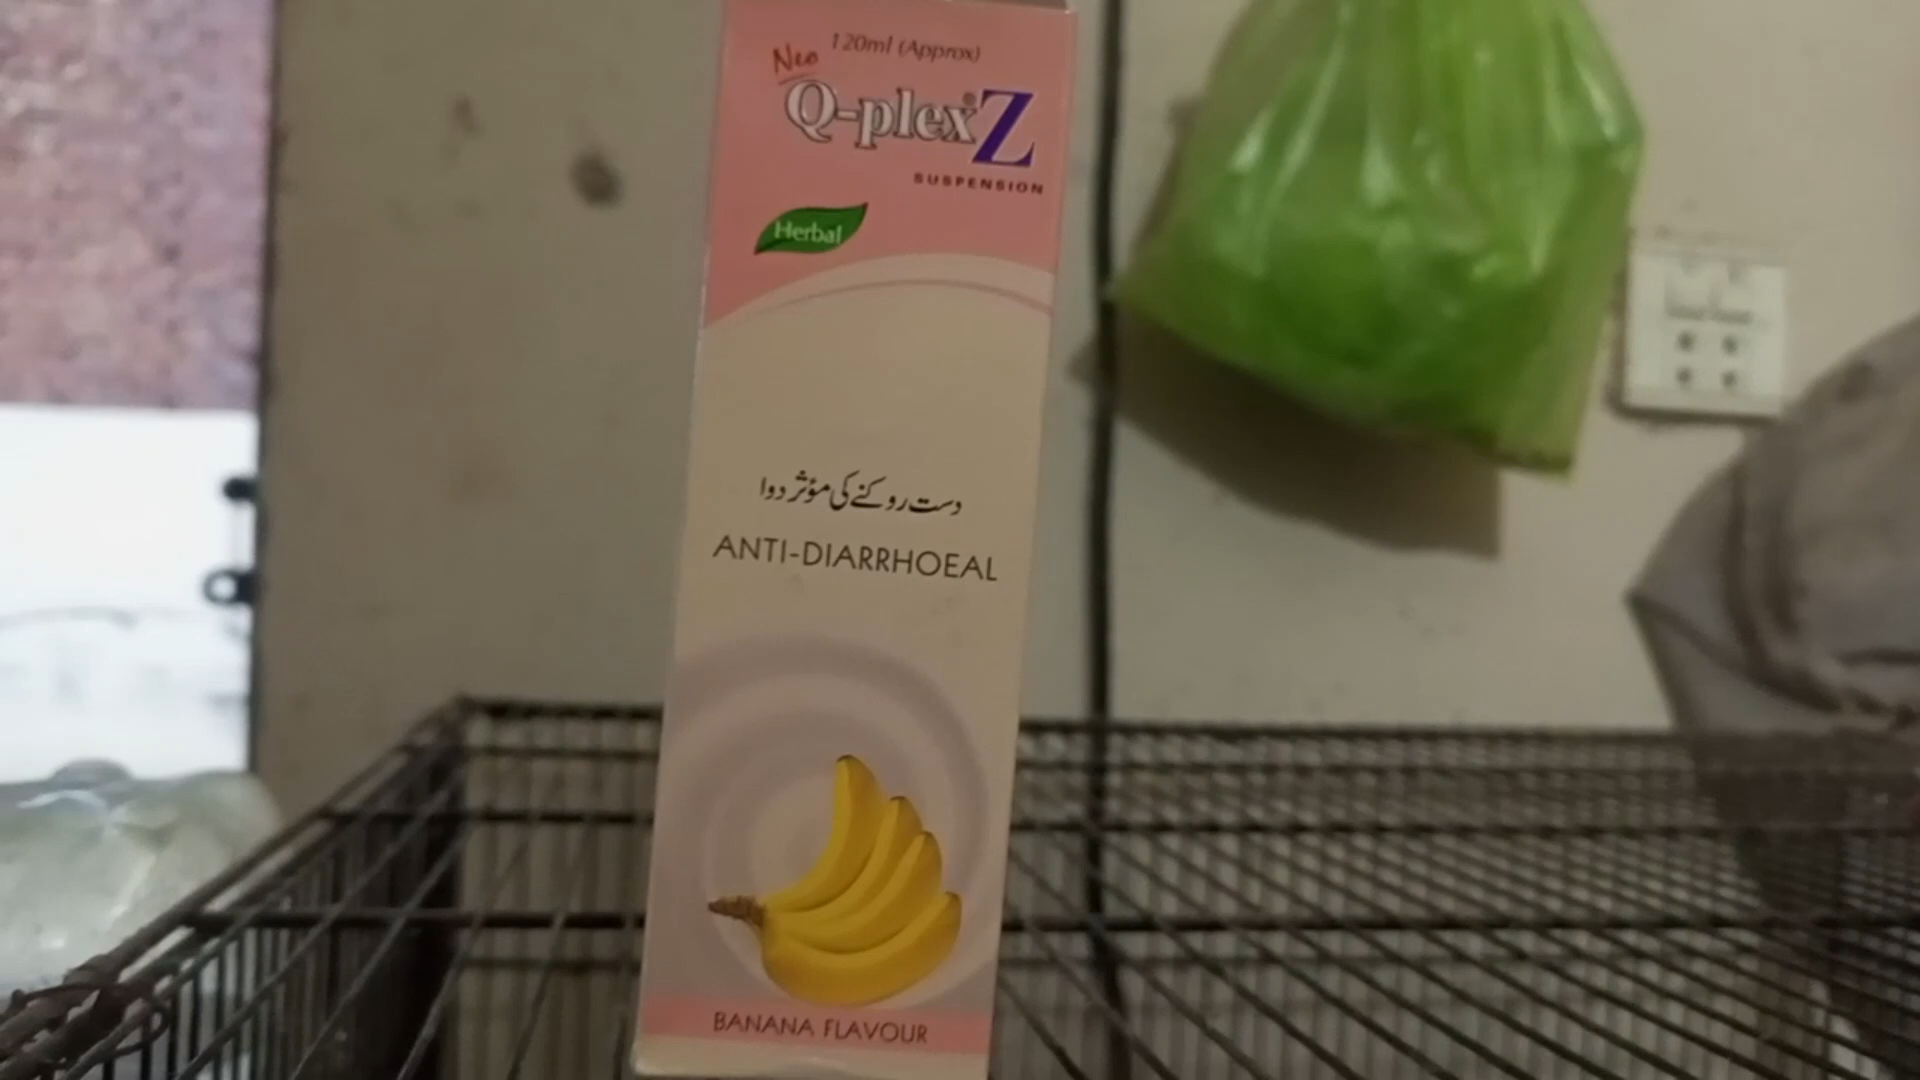 120ml (Approx)
Neo
Q-plex®Z
SUSPENSION
Herbal
دست روکنے کی مؤثر دوا
ANTI-DIARRHOEAL
BANANA FLAVOUR